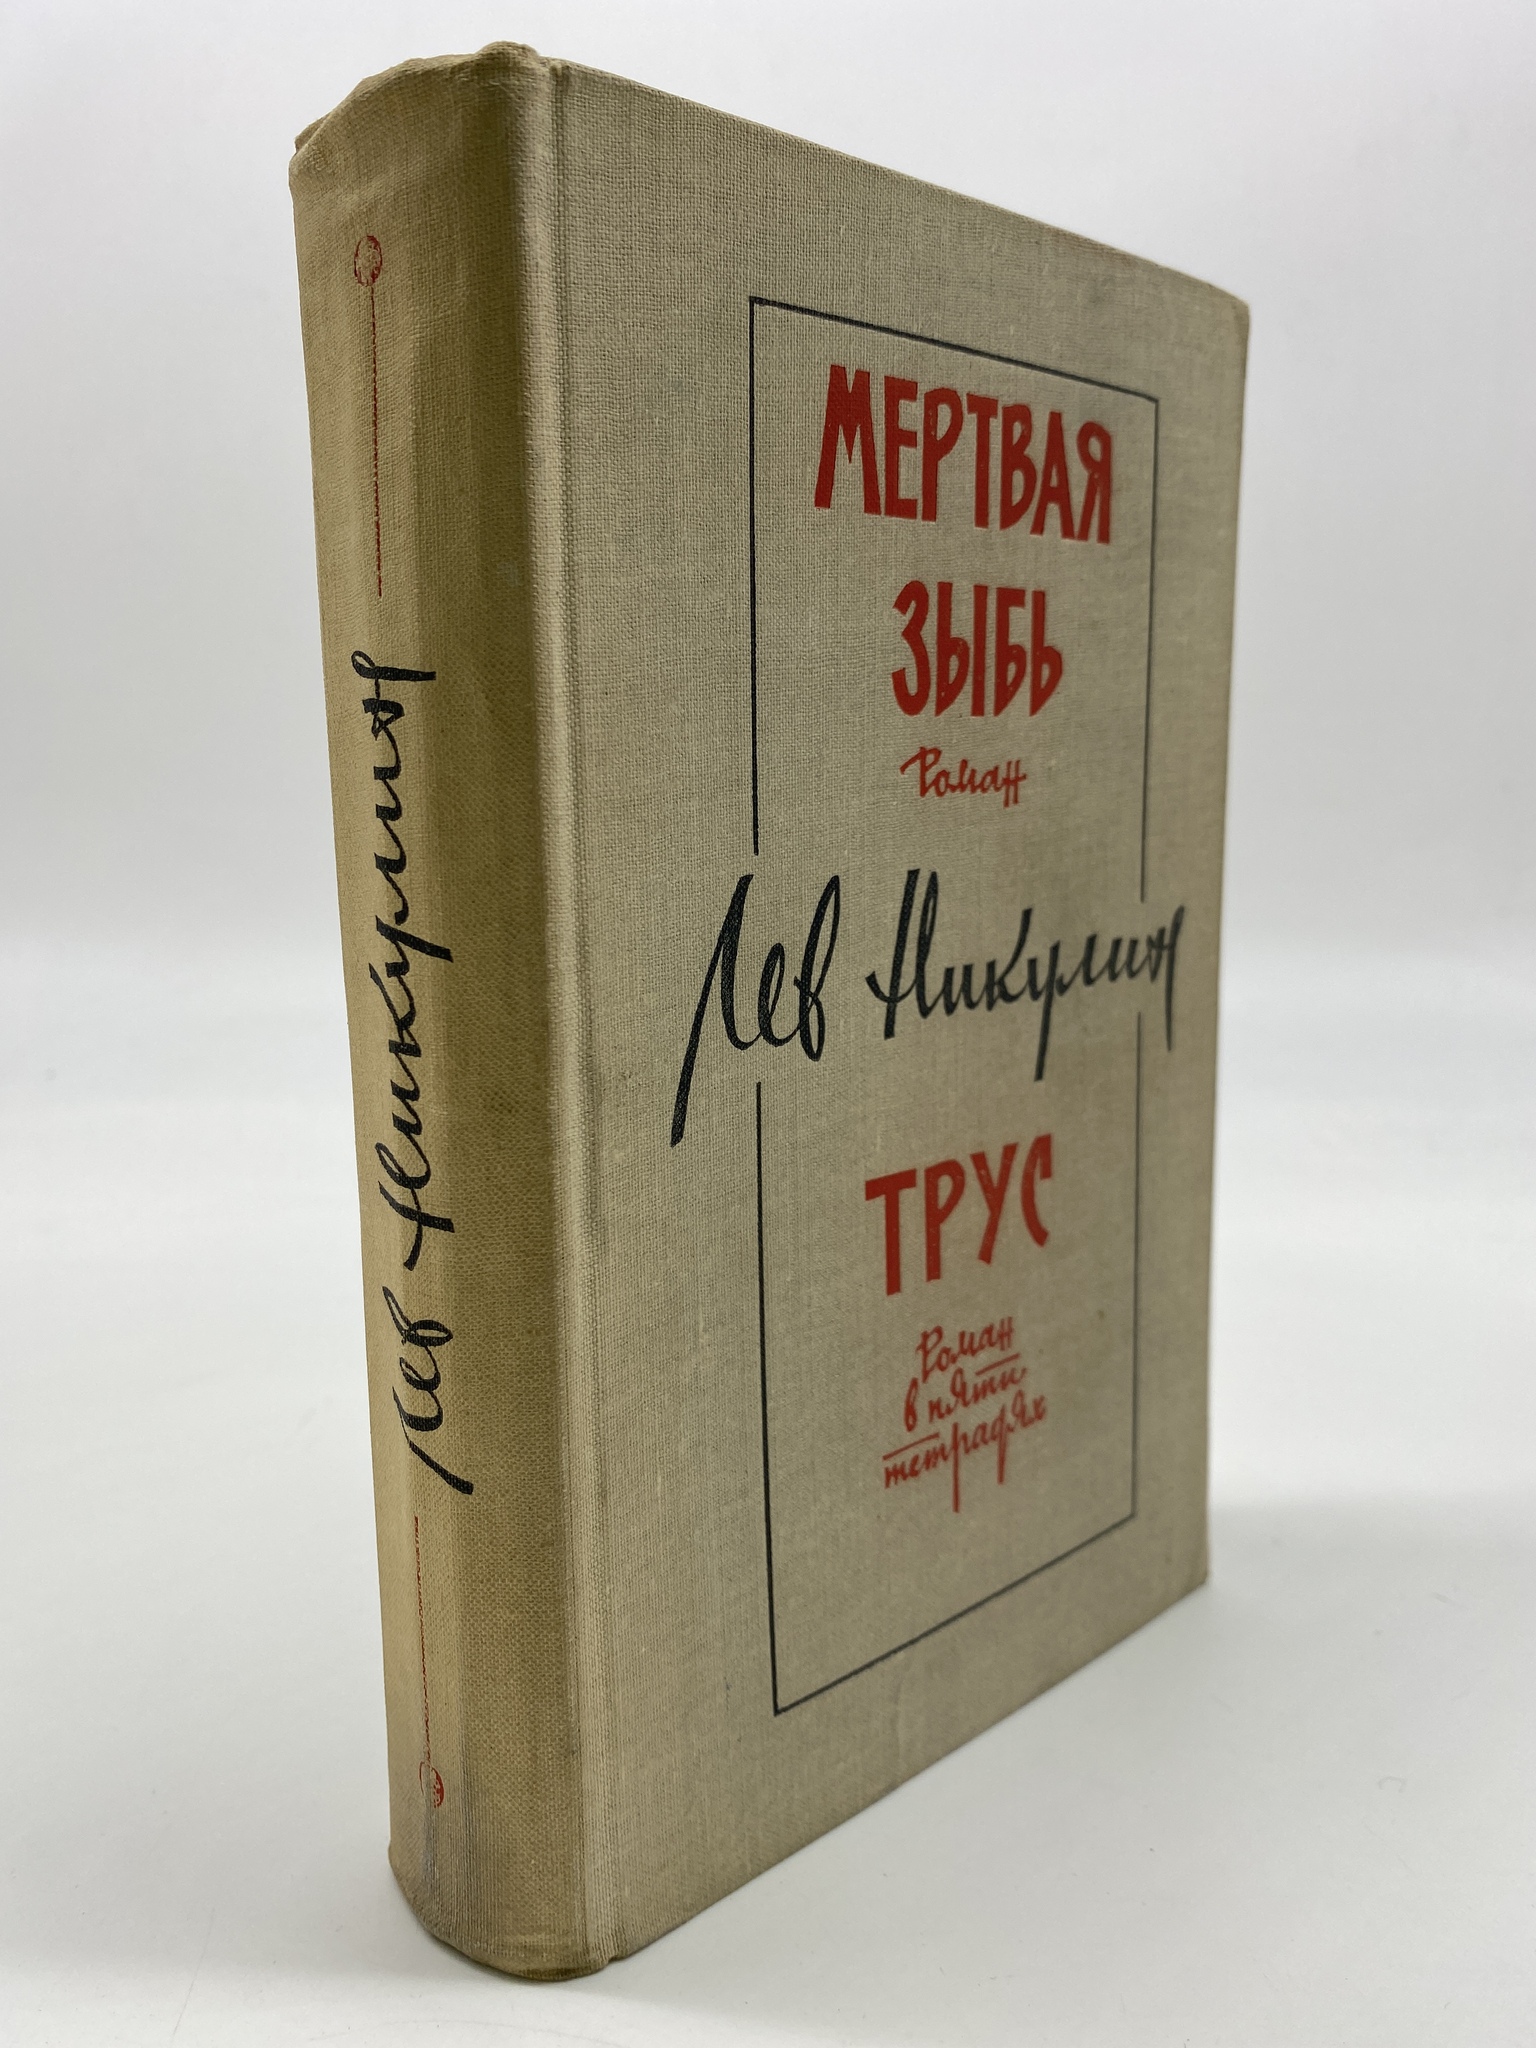 Лев Никулин
МЕРТВАЯ
ЗЫБЬ
Роман
Лев Никулин
ТРУС
Роман
в пяти
тетрадях